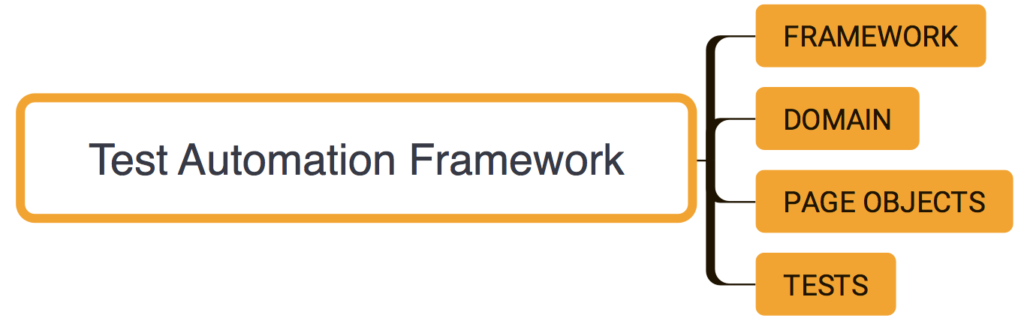 Test Automation Framework
FRAMEWORK
DOMAIN
PAGE OBJECTS
TESTS